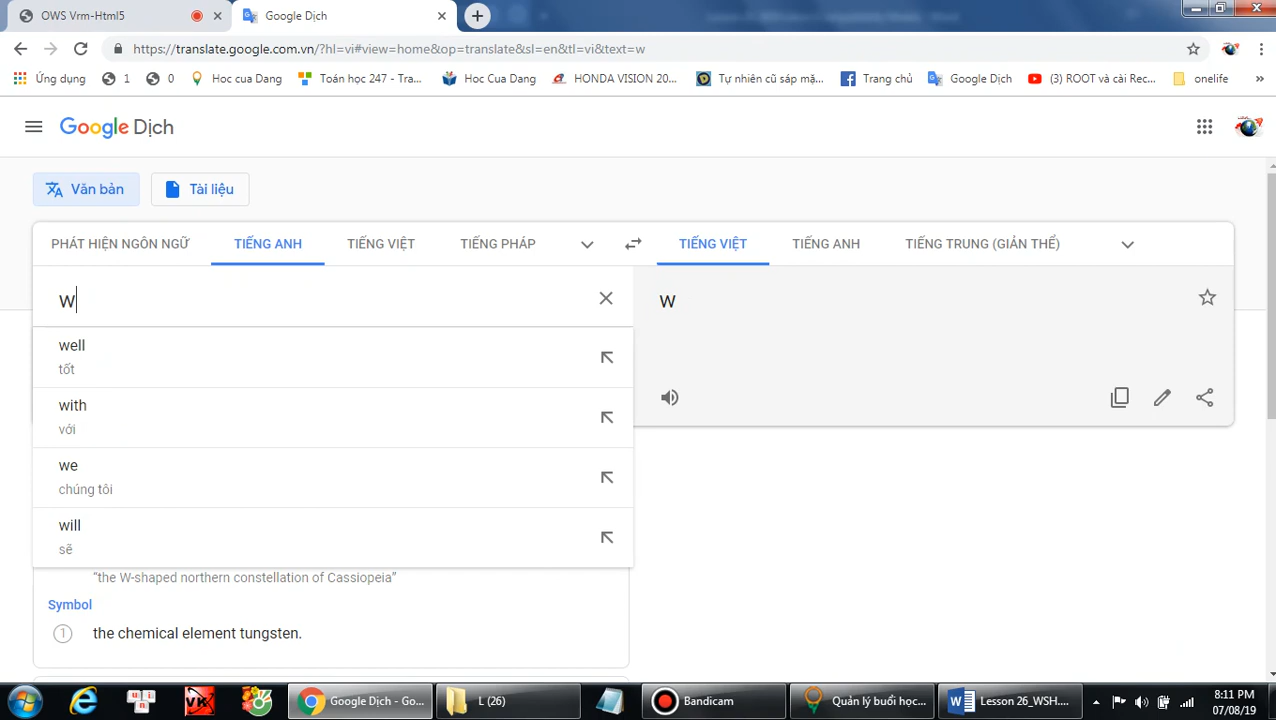 OWS Vrm-Html5
Google Dịch
https://translate.google.com.vn/?hl=vi#view=home&op=translate&sl=en&tl=vi&text=w
Ứng dụng
1
0
Học cua Dang
Toán học 247 - Tra...
Học Cua Dang
HONDA VISION 20...
Tự nhiên cũ sáp mặ...
Trang chủ
Google Dịch
(3) ROOT và cài Rec...
onelife
»
Google Dịch
Văn bản
Tài liệu
PHÁT HIỆN NGÔN NGỮ
TIẾNG ANH
TIẾNG VIỆT
TIẾNG PHÁP
TIẾNG VIỆT
TIẾNG ANH
TIẾNG TRUNG (GIẢN THỂ)
w
w
well
tốt
with
với
we
chúng tôi
will
sẽ
"the W-shaped northern constellation of Cassiopeia"
Symbol
1 the chemical element tungsten.
Google Dịch - Go...
L (26)
Bandicam
Quản lý buổi học...
Lesson 26_WSH....
8:11 PM
07/08/19